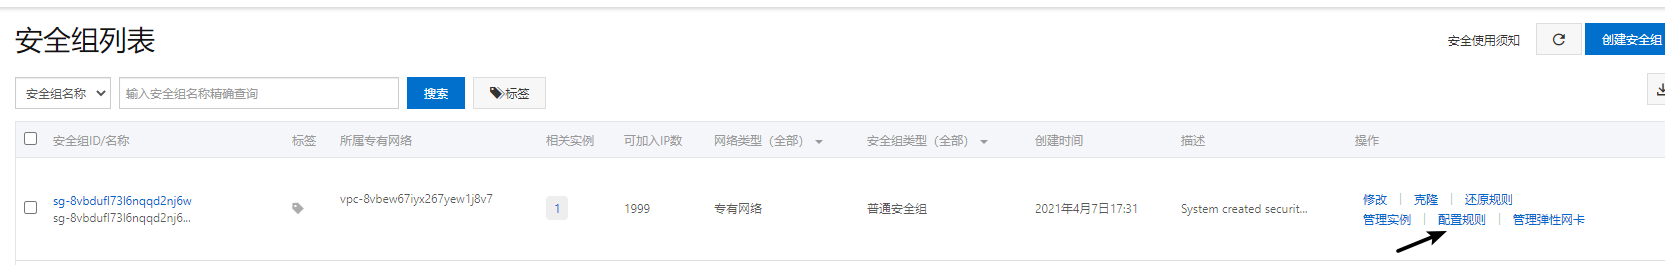 安全组列表
安全使用须知
创建安全组
安全组名称
输入安全组名称精确查询
搜索
标签
安全组ID/名称 标签 所属专有网络 相关实例 可加入IP数 网络类型（全部） 安全组类型（全部） 创建时间 描述 操作
sg-8vbdufl73l6nqqd2nj6w vpc-8vbew67iyx267yew1j8v7 修改 克隆 还原规则
sg-8vbdufl73l6nqqd2nj6... 1 1999 专有网络 普通安全组 2021年4月7日17:31 System created securit...
管理实例 配置规则 管理弹性网卡